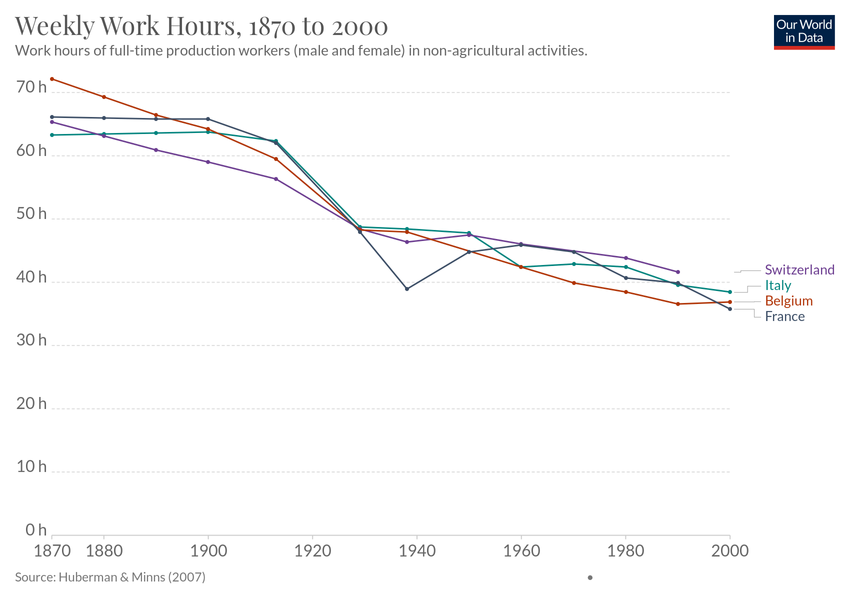 Weekly Work Hours, 1870 to 2000
Our World
in Data
Work hours of full-time production workers (male and female) in non-agricultural activities.
70 h
60 h
50 h
40 h
30 h
20 h
10 h
0 h
Switzerland
Italy
Belgium
France
1870 1880 1900 1920 1940 1960 1980 2000
Source: Huberman & Minns (2007)